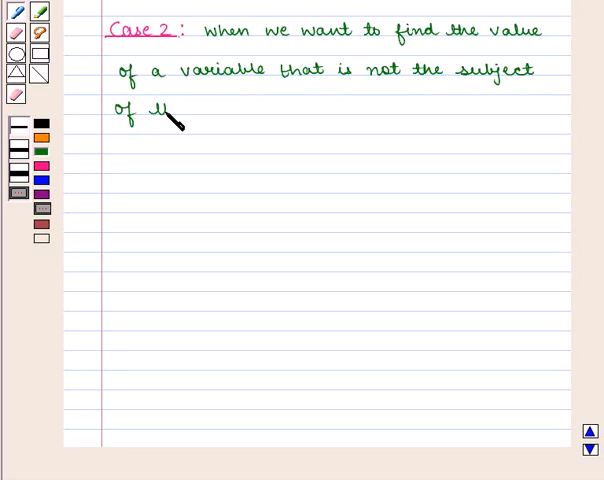 Case 2 : When we want to find the value
of a variable that is not the subject
of